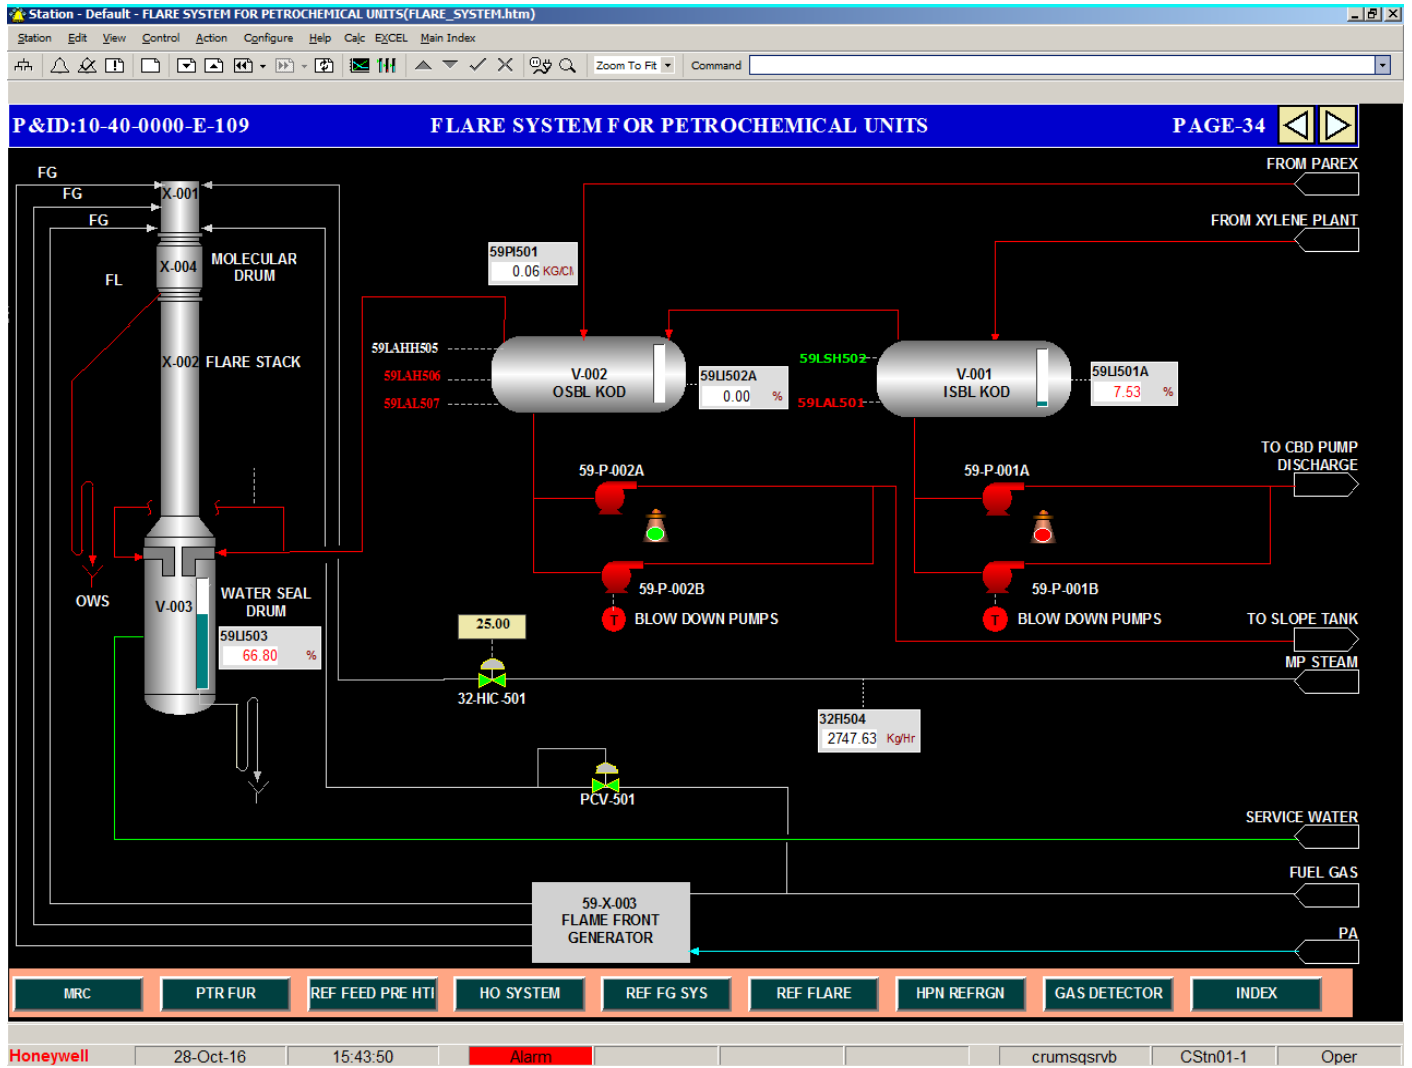 Station - Default - FLARE SYSTEM FOR PETROCHEMICAL UNITS(FLARE_SYSTEM.htm)
Station Edit View Control Action Configure Help Calc EXCEL Main Index
Zoom To Fit Command
P&ID:10-40-0000-E-109 FLARE SYSTEM FOR PETROCHEMICAL UNITS PAGE-34
FROM PAREX
FG
FG
X-001
FG
FROM XYLENE PLANT
59PI501
0.06 KG/C
MOLECULAR
DRUM
X-004
FL
59LAHH505
59LAH506
59LAL507
X-002 FLARE STACK
V-002
OSBL KOD
59LI502A
0.00 %
59LSH502
59LAL501
V-001
ISBL KOD
59LI501A
7.53 %
TO CBD PUMP
DISCHARGE
59-P-002A
59-P-001A
59-P-002B
59-P-001B
T BLOW DOWN PUMPS
T BLOW DOWN PUMPS
OWS
V-003
WATER SEAL
DRUM
59LI503
66.80 %
25.00
32-HIC-501
TO SLOPE TANK
MP STEAM
32FI504
2747.63 Kg/Hr
PCV-501
SERVICE WATER
FUEL GAS
59-X-003
FLAME FRONT
GENERATOR
PA
MRC PTR FUR REF FEED PRE HTI HO SYSTEM REF FG SYS REF FLARE HPN REFRGN GAS DETECTOR INDEX
Honeywell 28-Oct-16 15:43:50 Alarm crumsqsrvb CStn01-1 Oper